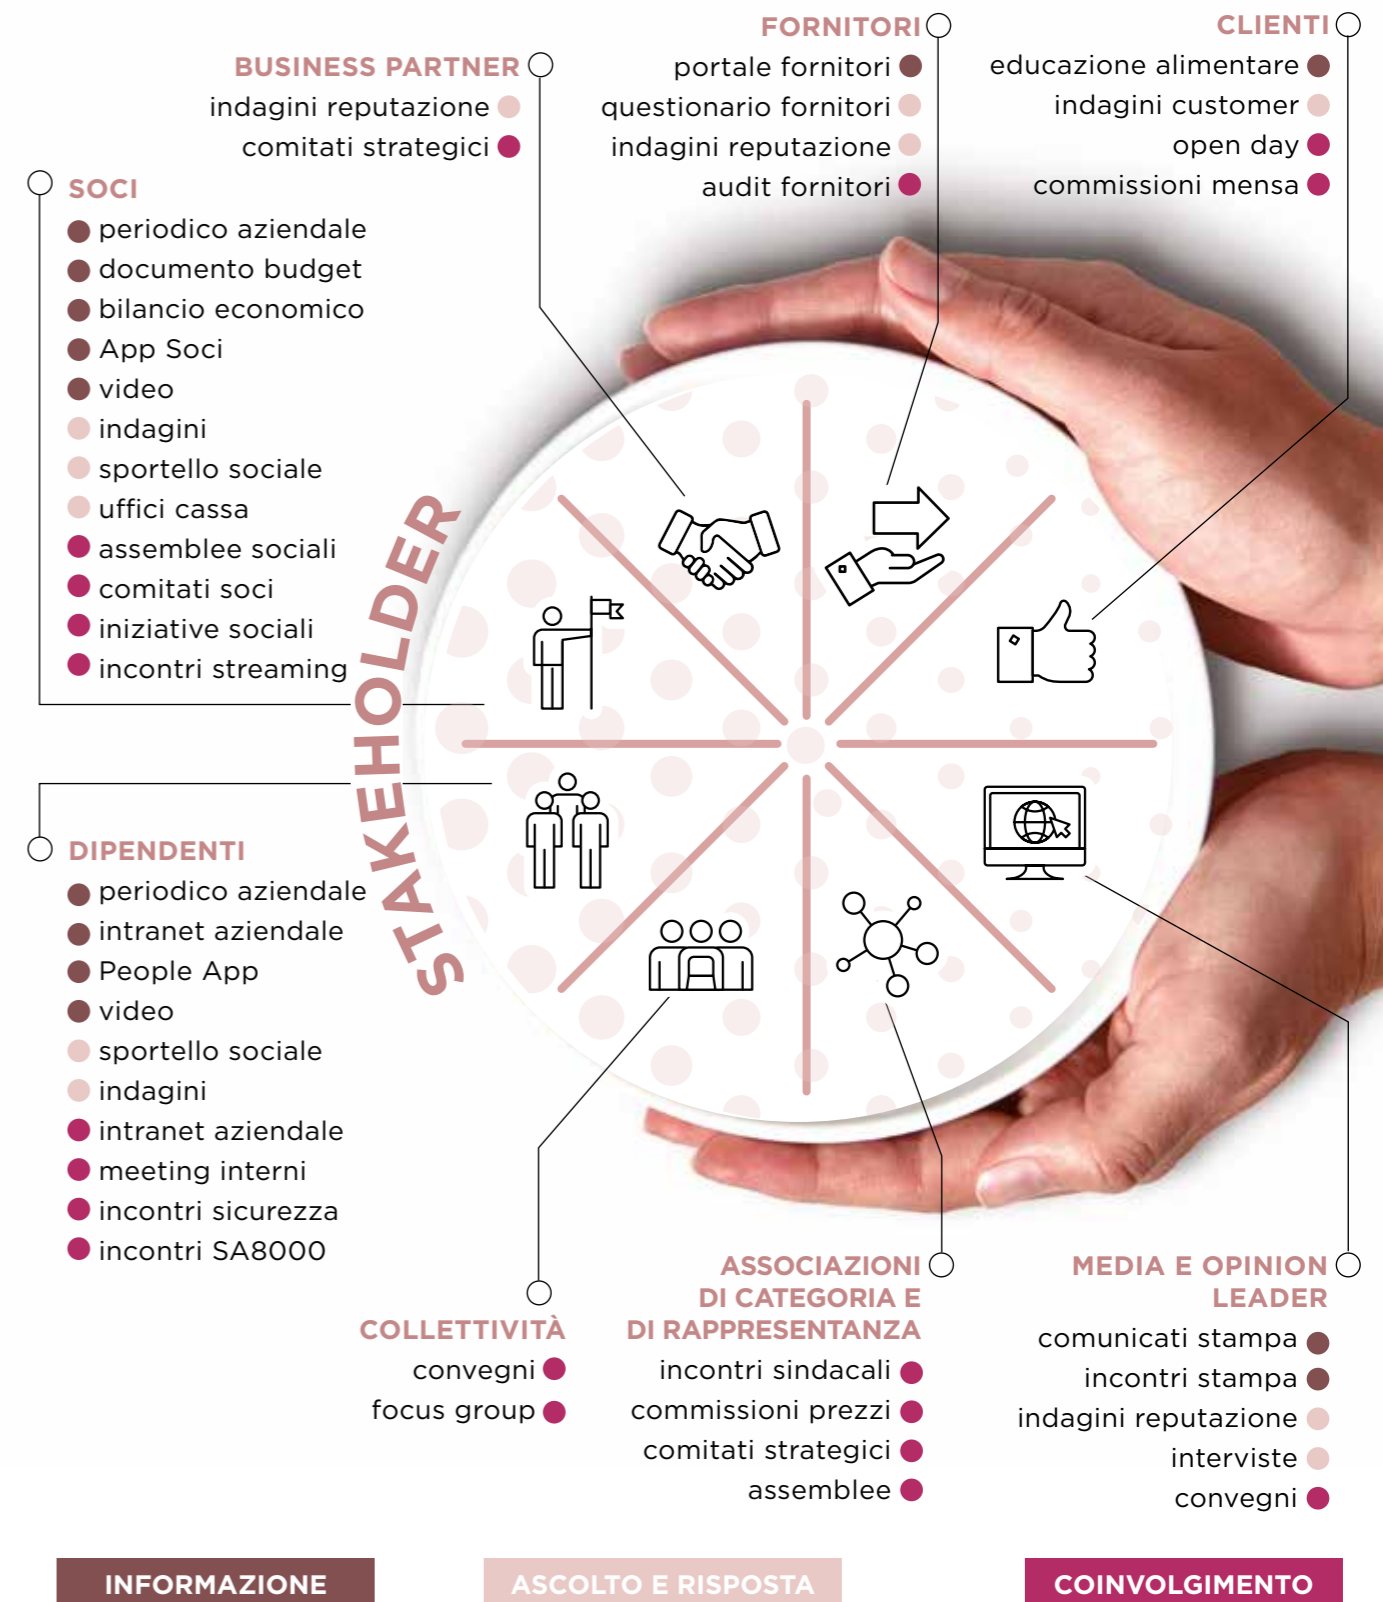 BUSINESS PARTNER
indagini reputazione
comitati strategici
FORNITORI
portale fornitori
questionario fornitori
indagini reputazione
audit fornitori
CLIENTI
educazione alimentare
indagini customer
open day
commissioni mensa
SOCI
periodico aziendale
documento budget
bilancio economico
App Soci
video
indagini
sportello sociale
uffici cassa
assemblee sociali
comitati soci
iniziative sociali
incontri streaming
STAKEHOLDER
DIPENDENTI
periodico aziendale
intranet aziendale
People App
video
sportello sociale
indagini
intranet aziendale
meeting interni
incontri sicurezza
incontri SA8000
COLLETTIVITÀ
convegni
focus group
ASSOCIAZIONI
DI CATEGORIA E
DI RAPPRESENTANZA
incontri sindacali
commissioni prezzi
comitati strategici
assemblee
MEDIA E OPINION
LEADER
comunicati stampa
incontri stampa
indagini reputazione
interviste
convegni
INFORMAZIONE
ASCOLTO E RISPOSTA
COINVOLGIMENTO